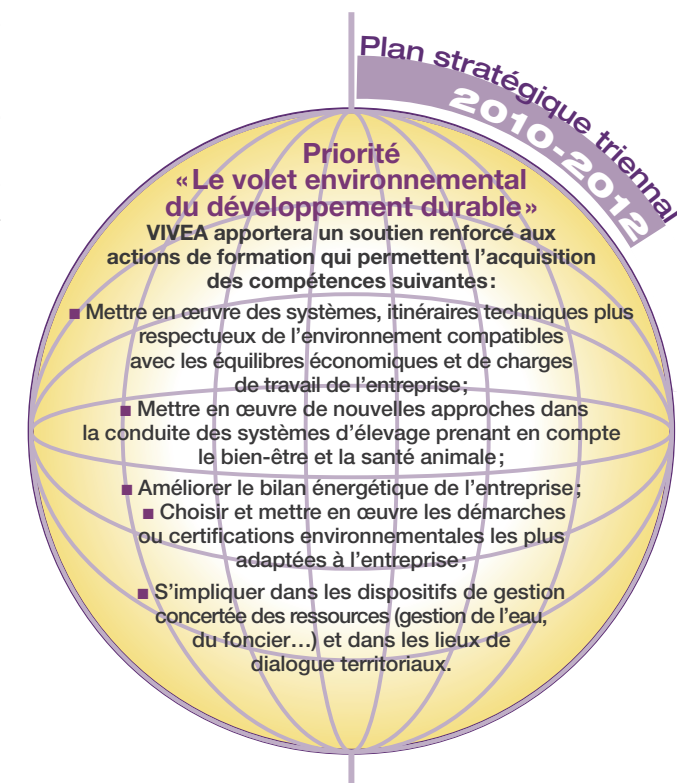 Plan stratégique triennal
2010-2012
Priorité
«Le volet environnemental
du développement durable»
VIVEA apportera un soutien renforcé aux
actions de formation qui permettent l'acquisition
des compétences suivantes:
■ Mettre en œuvre des systèmes, itinéraires techniques plus
respectueux de l'environnement compatibles
avec les équilibres économiques et de charges
de travail de l'entreprise;
■ Mettre en œuvre de nouvelles approches dans
la conduite des systèmes d'élevage prenant en compte
le bien-être et la santé animale;
■ Améliorer le bilan énergétique de l'entreprise;
■ Choisir et mettre en œuvre les démarches
ou certifications environnementales les plus
adaptées à l'entreprise;
■ S'impliquer dans les dispositifs de gestion
concertée des ressources (gestion de l'eau,
du foncier…) et dans les lieux de
dialogue territoriaux.